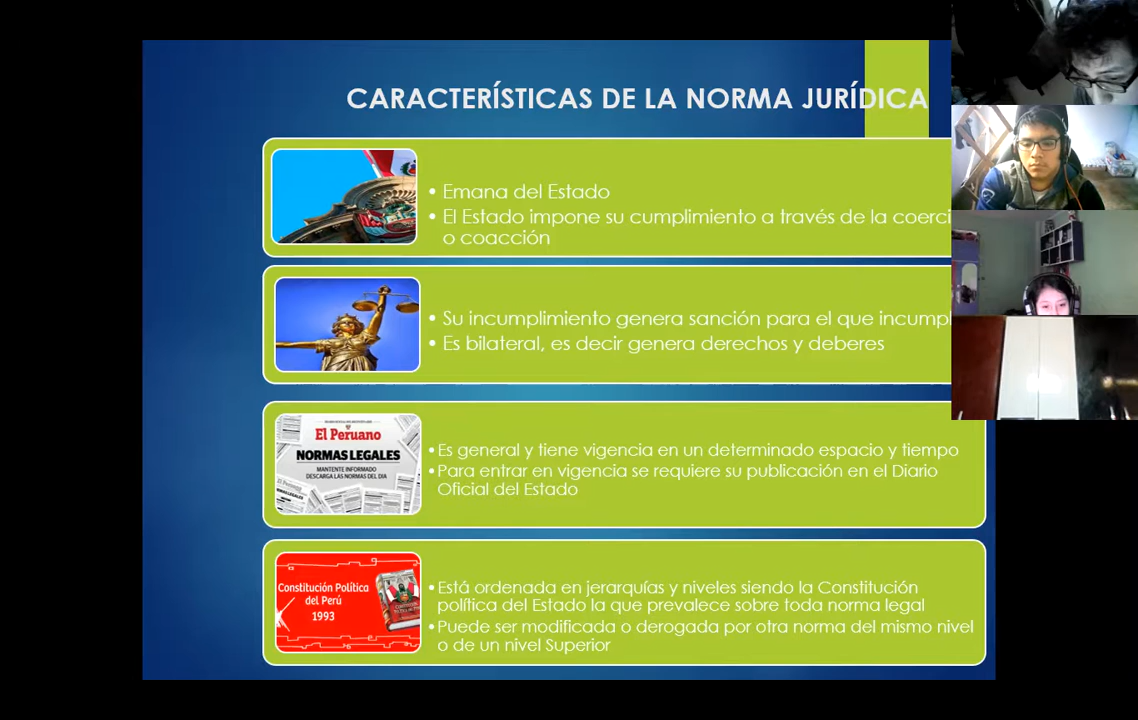 CARACTERÍSTICAS DE LA NORMA JURÍDICA
• Emana del Estado
• El Estado impone su cumplimiento a través de la coerci
o coacción
• Su incumplimiento genera sanción para el que incumpl
• Es bilateral, es decir genera derechos y deberes
El Peruano
NORMAS LEGALES
MANTENTE INFORMADO
DESCARGA LAS NORMAS DEL DIA
• Es general y tiene vigencia en un determinado espacio y tiempo
• Para entrar en vigencia se requiere su publicación en el Diario
Oficial del Estado
Constitución Política
del Perú
1993
• Está ordenada en jerarquías y niveles siendo la Constitución
política del Estado la que prevalece sobre toda norma legal
• Puede ser modificada o derogada por otra norma del mismo nivel
o de un nivel Superior